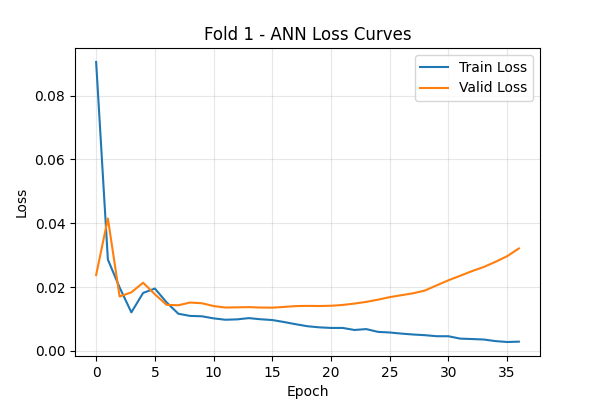 Fold 1 - ANN Loss Curves
Train Loss
Valid Loss
0.08
0.06
0.04
0.02
0.00
Loss
0 5 10 15 20 25 30 35
Epoch